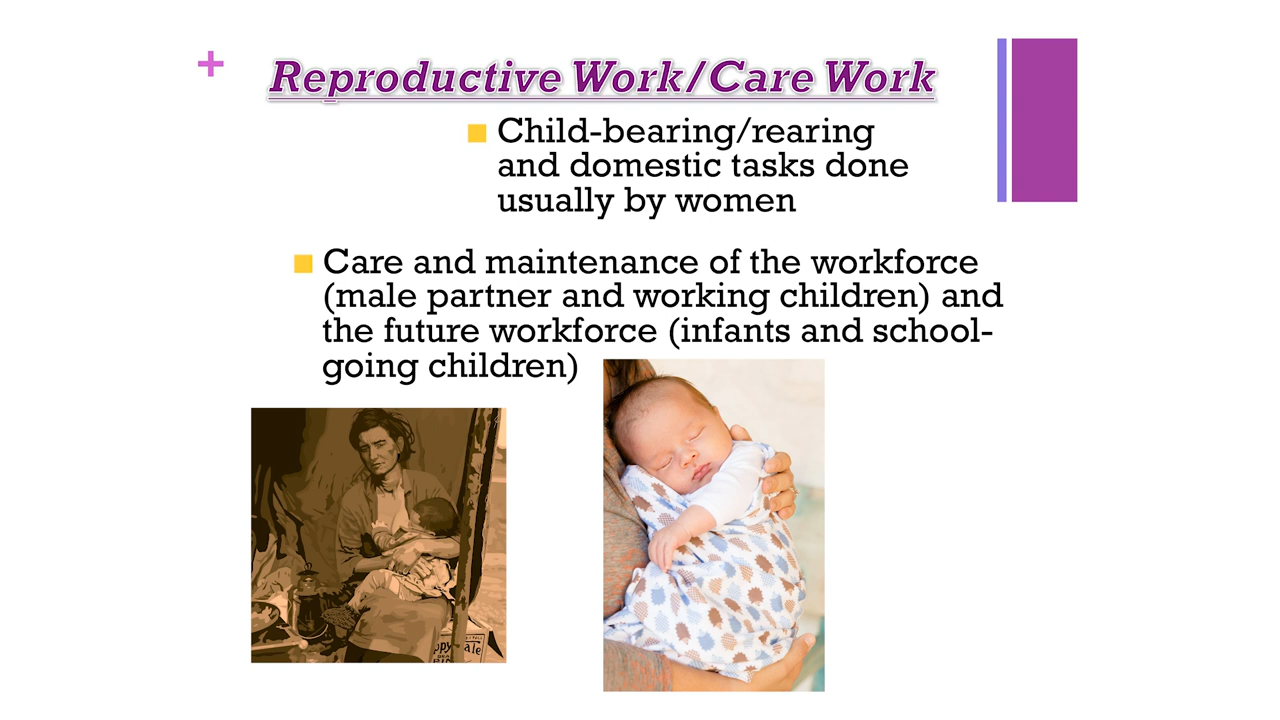 +
Reproductive Work/Care Work
Child-bearing/rearing
and domestic tasks done
usually by women
Care and maintenance of the workforce
(male partner and working children) and
the future workforce (infants and school-
going children)